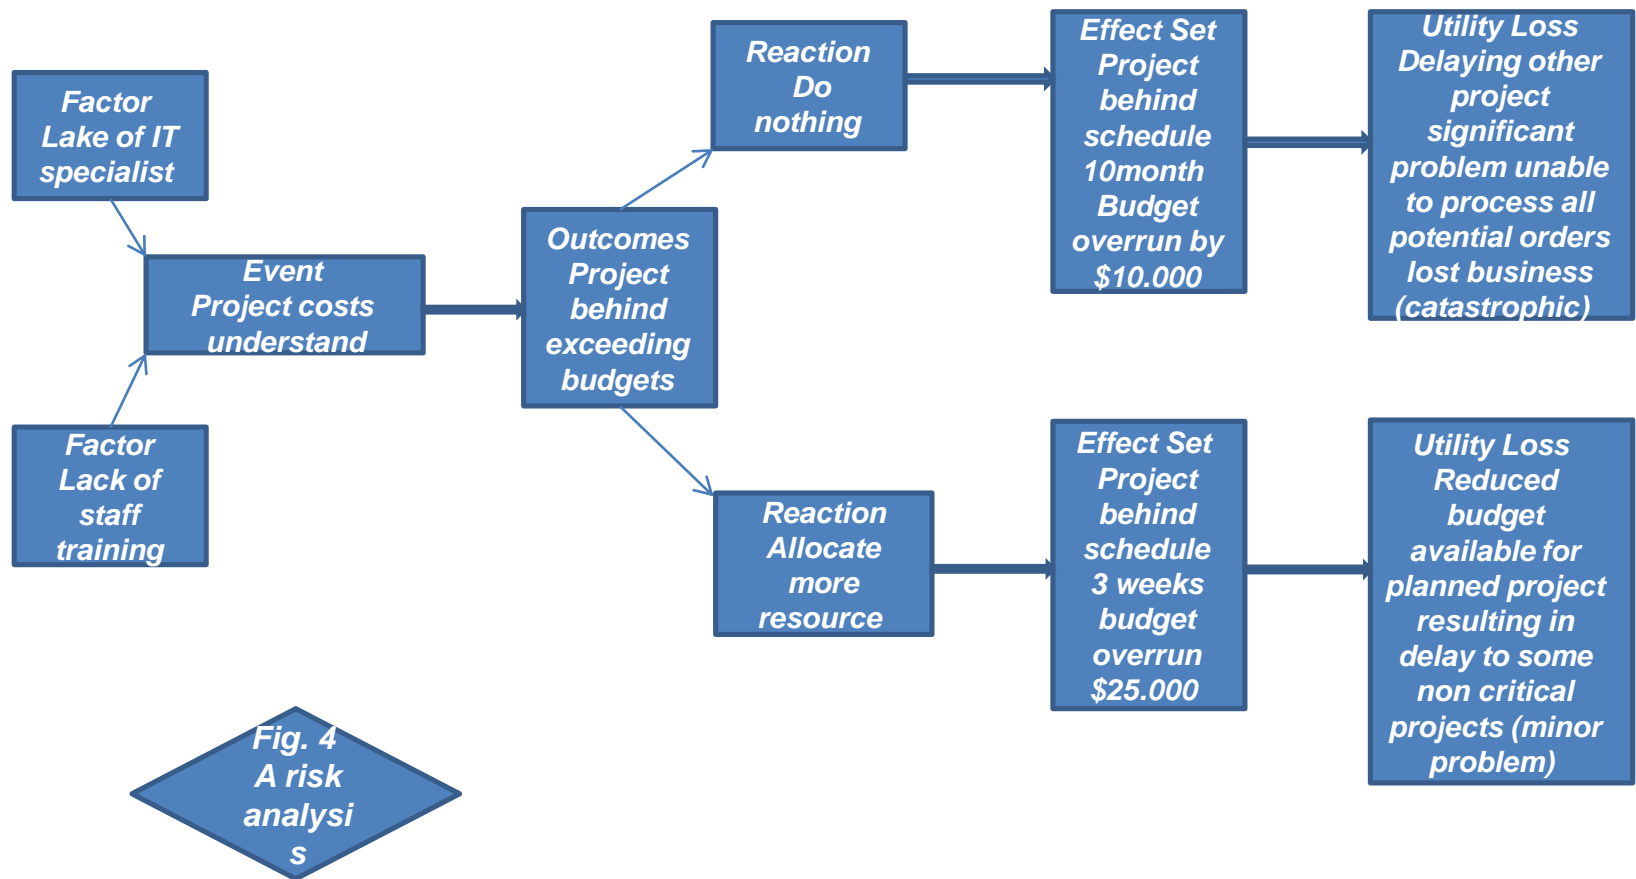 Factor
Lake of IT
specialist
Factor
Lack of
staff
training
Event
Project costs
understand
Outcomes
Project
behind
exceeding
budgets
Reaction
Do
nothing
Effect Set
Project
behind
schedule
10month
Budget
overrun by
$10.000
Utility Loss
Delaying other
project
significant
problem unable
to process all
potential orders
lost business
(catastrophic)
Reaction
Allocate
more
resource
Effect Set
Project
behind
schedule
3 weeks
budget
overrun
$25.000
Utility Loss
Reduced
budget
available for
planned project
resulting in
delay to some
non critical
projects (minor
problem)
Fig. 4
A risk
analysi
s